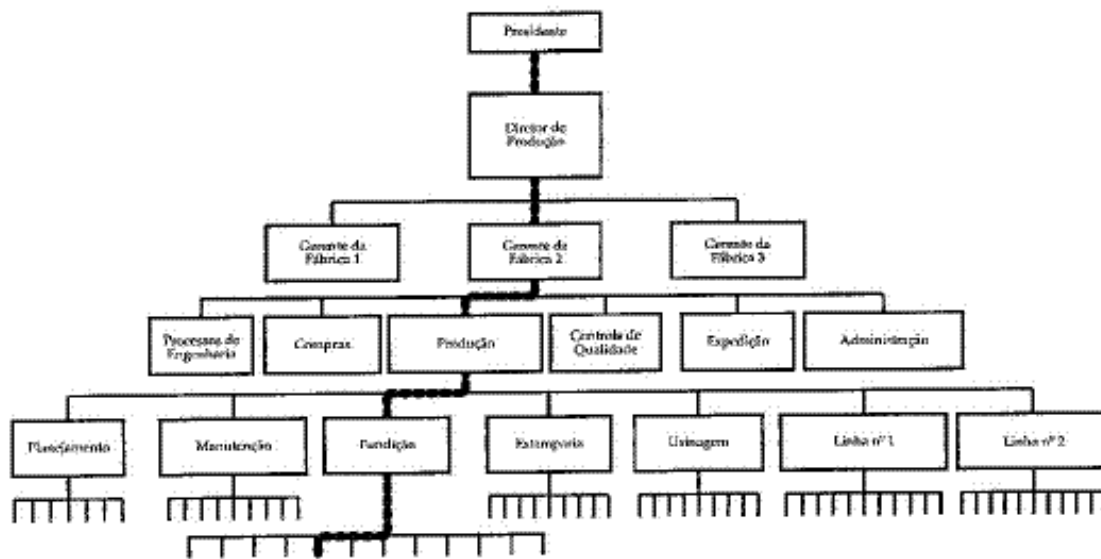 Presidente
Diretor de
Produção
Gerente da
Fábrica 1
Gerente da
Fábrica 2
Gerente da
Fábrica 3
Processos de
Engenharia
Compras
Produção
Controle de
Qualidade
Expedição
Administração
Planejamento
Manutenção
Fundição
Estamparia
Usinagem
Linha nº 1
Linha nº 2